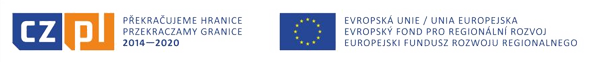 cz pl
PŘEKRAČUJEME HRANICE
PRZEKRACZAMY GRANICE
2014—2020
EVROPSKÁ UNIE / UNIA EUROPEJSKA
EVROPSKÝ FOND PRO REGIONÁLNÍ ROZVOJ
EUROPEJSKI FUNDUSZ ROZWOJU REGIONALNEGO